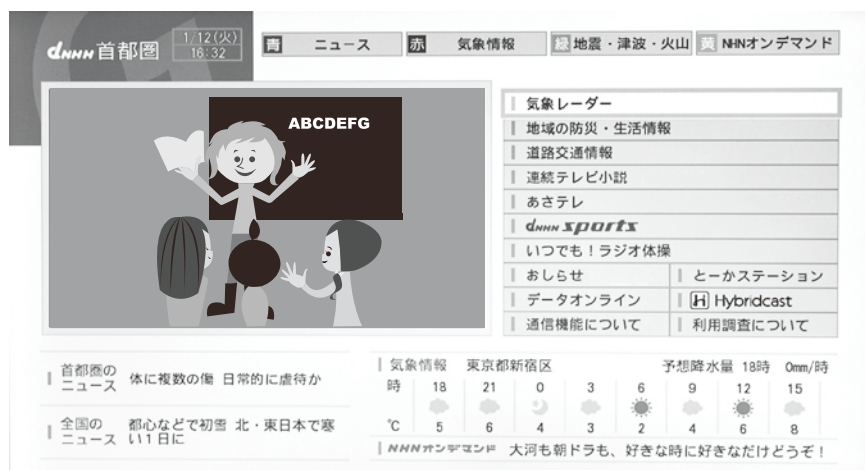 dNHN 首都圏
1/12(火)
16:32
青 ニュース
赤 気象情報
緑 地震・津波・火山
黄 NHNオンデマンド
ABCDEFG
気象レーダー
地域の防災・生活情報
道路交通情報
連続テレビ小説
あさテレ
dNHN sports
いつでも！ラジオ体操
おしらせ
とーかステーション
データオンライン
H Hybridcast
通信機能について
利用調査について
首都圏の
ニュース
体に複数の傷 日常的に虐待か
全国の
ニュース
都心などで初雪 北・東日本で寒
い１日に
気象情報 東京都新宿区 予想降水量 18時 0mm/時
時 18 21 0 3 6 9 12 15
℃ 5 6 4 3 2 4 6 8
NHNオンデマンド 大河も朝ドラも、好きな時に好きなだけどうぞ！